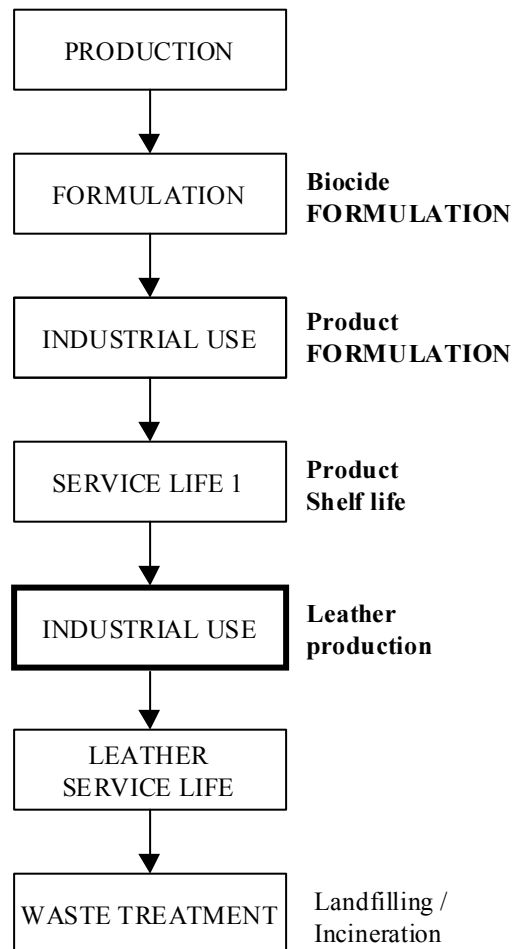 PRODUCTION
FORMULATION
Biocide
FORMULATION
INDUSTRIAL USE
Product
FORMULATION
SERVICE LIFE 1
Product
Shelf life
INDUSTRIAL USE
Leather
production
LEATHER
SERVICE LIFE
WASTE TREATMENT
Landfilling /
Incineration